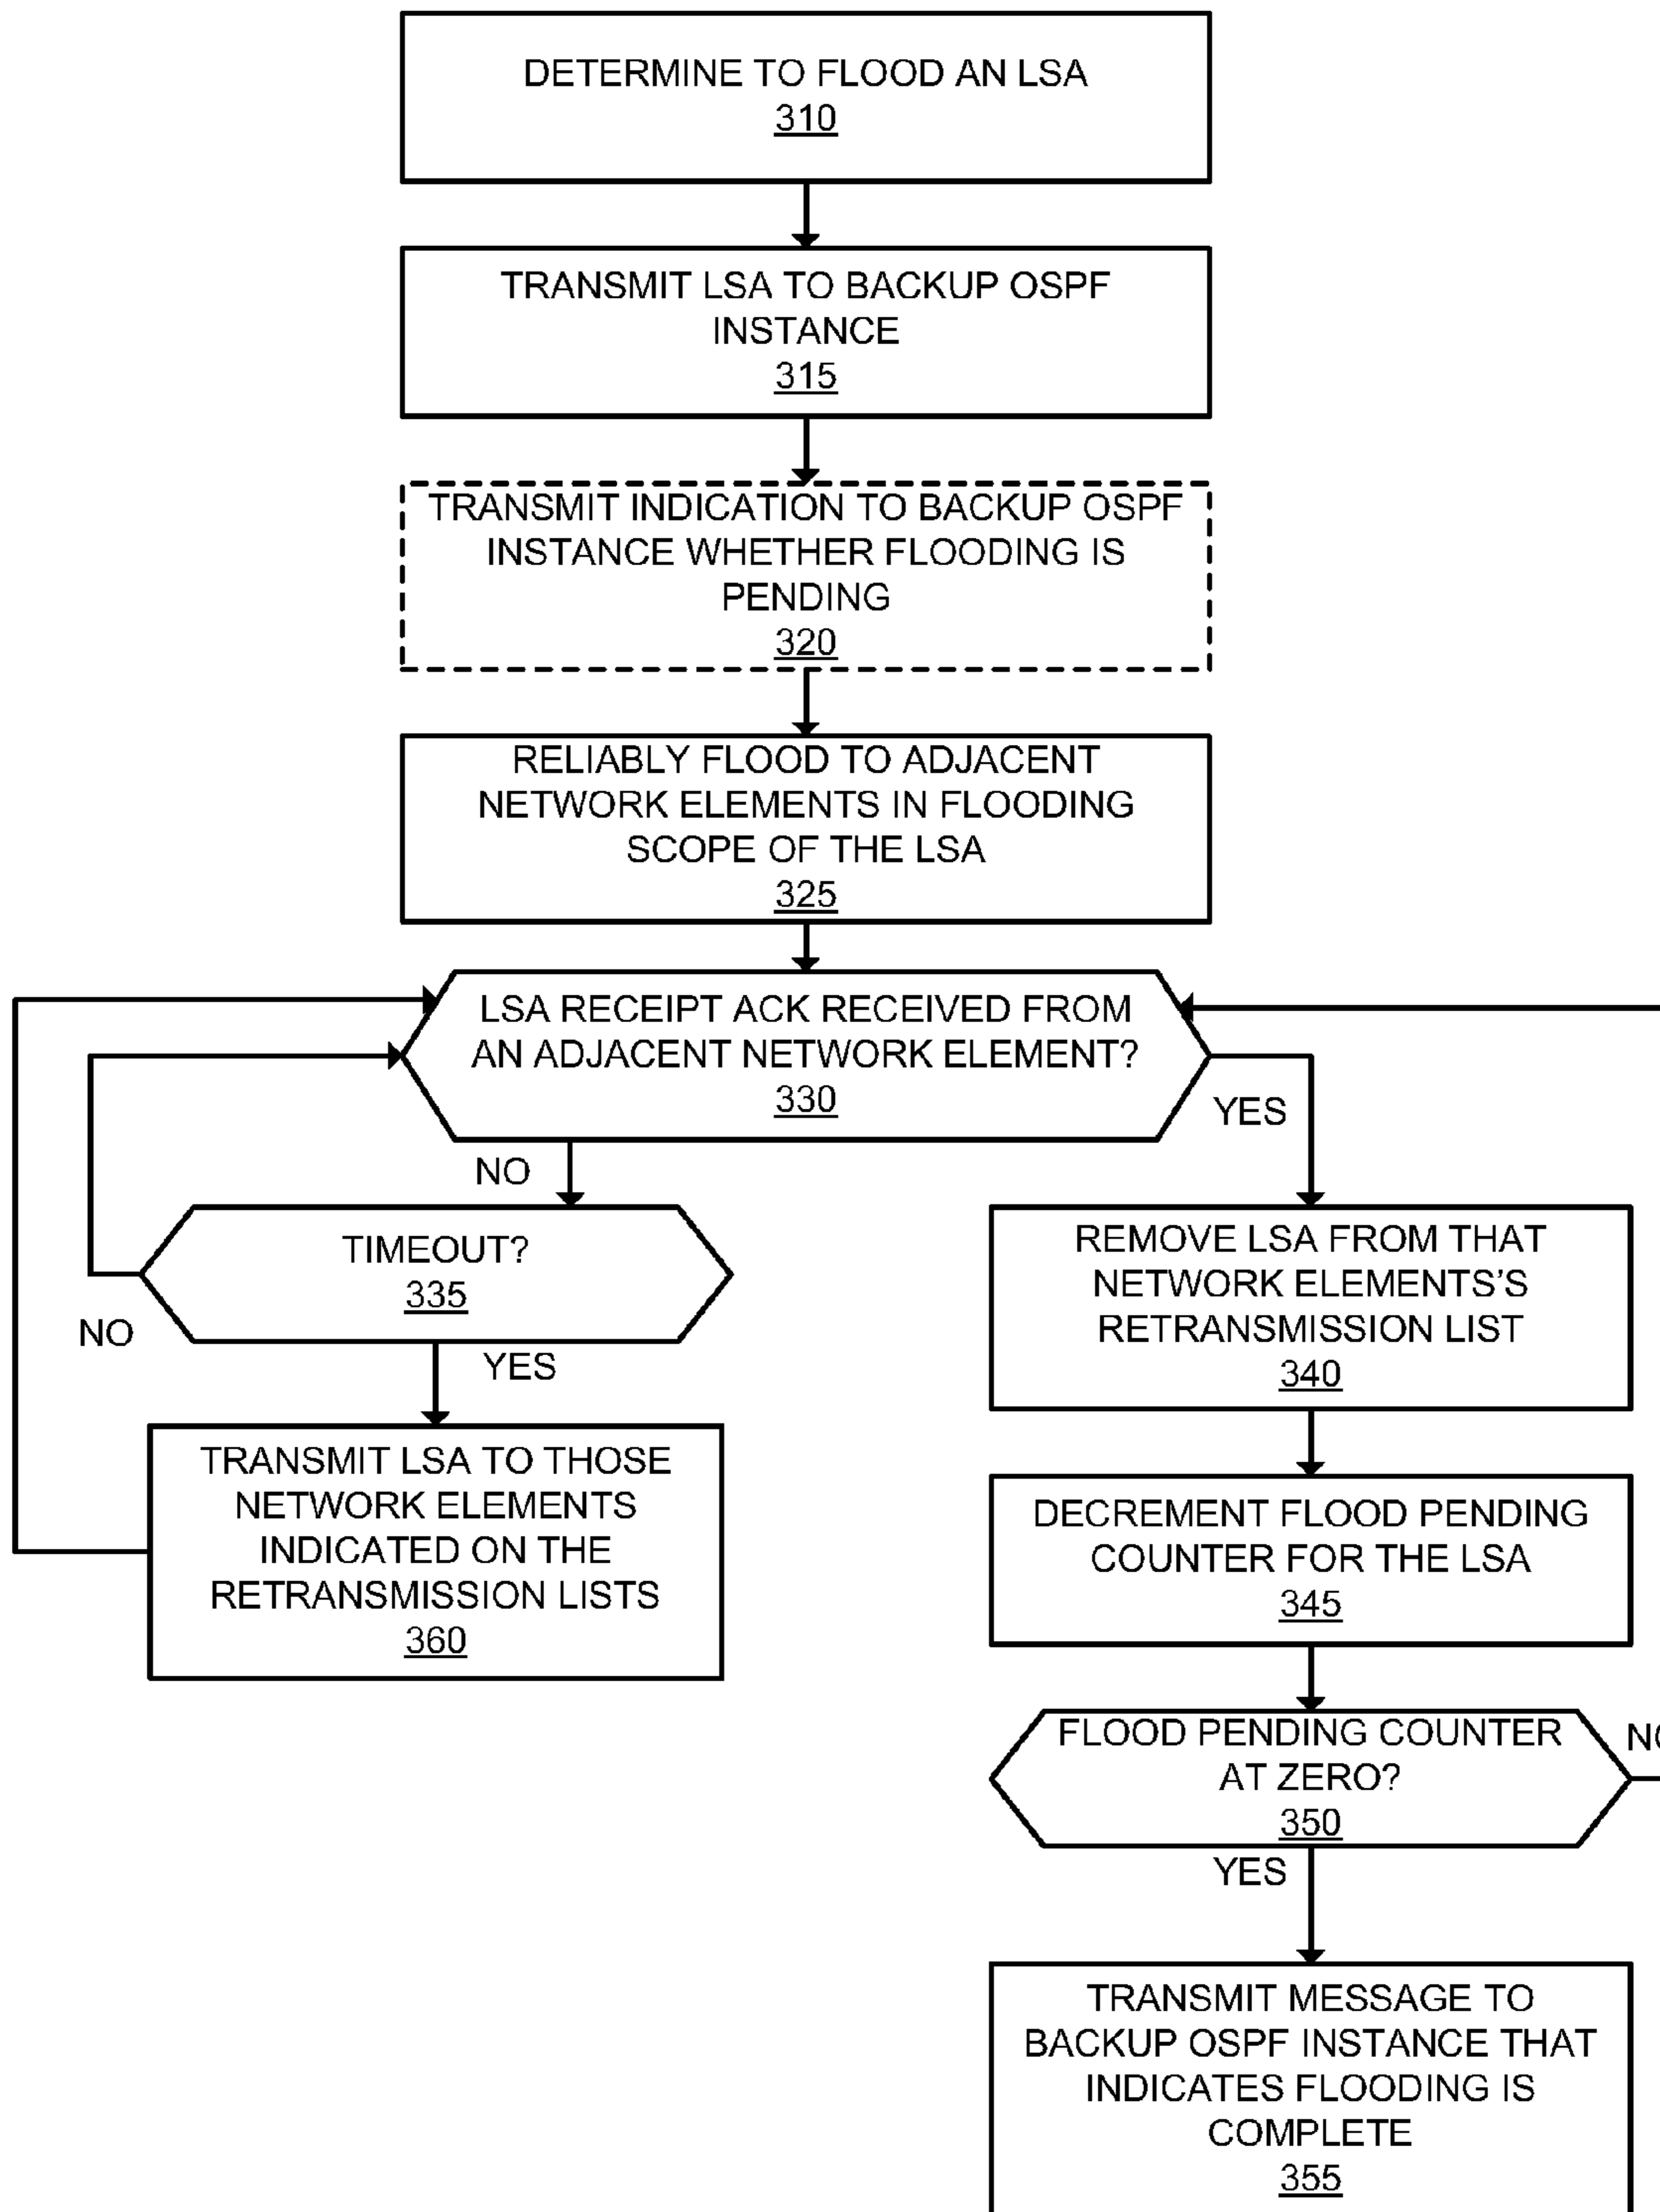 DETERMINE TO FLOOD AN LSA
310
TRANSMIT LSA TO BACKUP OSPF
INSTANCE
315
TRANSMIT INDICATION TO BACKUP OSPF
INSTANCE WHETHER FLOODING IS
PENDING
320
RELIABLY FLOOD TO ADJACENT
NETWORK ELEMENTS IN FLOODING
SCOPE OF THE LSA
325
LSA RECEIPT ACK RECEIVED FROM
AN ADJACENT NETWORK ELEMENT?
330
YES
NO
TIMEOUT?
335
NO
YES
TRANSMIT LSA TO THOSE
NETWORK ELEMENTS
INDICATED ON THE
RETRANSMISSION LISTS
360
REMOVE LSA FROM THAT
NETWORK ELEMENTS'S
RETRANSMISSION LIST
340
DECREMENT FLOOD PENDING
COUNTER FOR THE LSA
345
FLOOD PENDING COUNTER
AT ZERO?
350
NO
YES
TRANSMIT MESSAGE TO
BACKUP OSPF INSTANCE THAT
INDICATES FLOODING IS
COMPLETE
355